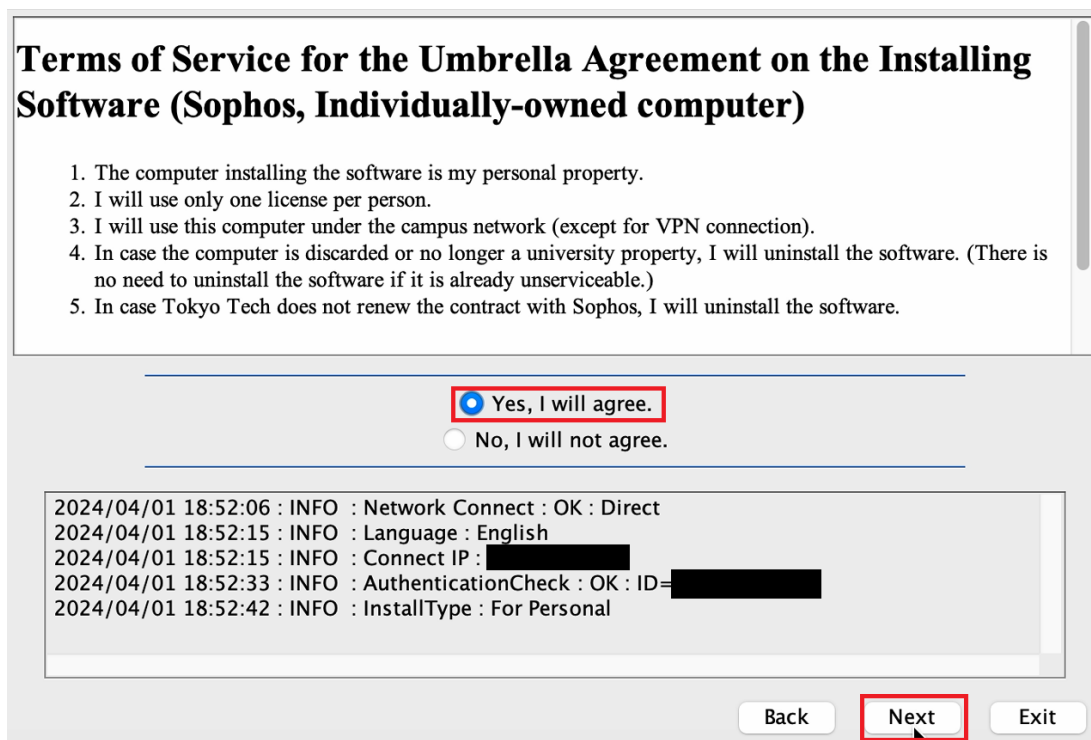 Terms of Service for the Umbrella Agreement on the Installing
Software (Sophos, Individually-owned computer)
1. The computer installing the software is my personal property.
2. I will use only one license per person.
3. I will use this computer under the campus network (except for VPN connection).
4. In case the computer is discarded or no longer a university property, I will uninstall the software. (There is
no need to uninstall the software if it is already unserviceable.)
5. In case Tokyo Tech does not renew the contract with Sophos, I will uninstall the software.
Yes, I will agree.
No, I will not agree.
2024/04/01 18:52:06 : INFO : Network Connect : OK : Direct
2024/04/01 18:52:15 : INFO : Language : English
2024/04/01 18:52:15 : INFO : Connect IP :
2024/04/01 18:52:33 : INFO : AuthenticationCheck : OK : ID=
2024/04/01 18:52:42 : INFO : InstallType : For Personal
Back Next Exit